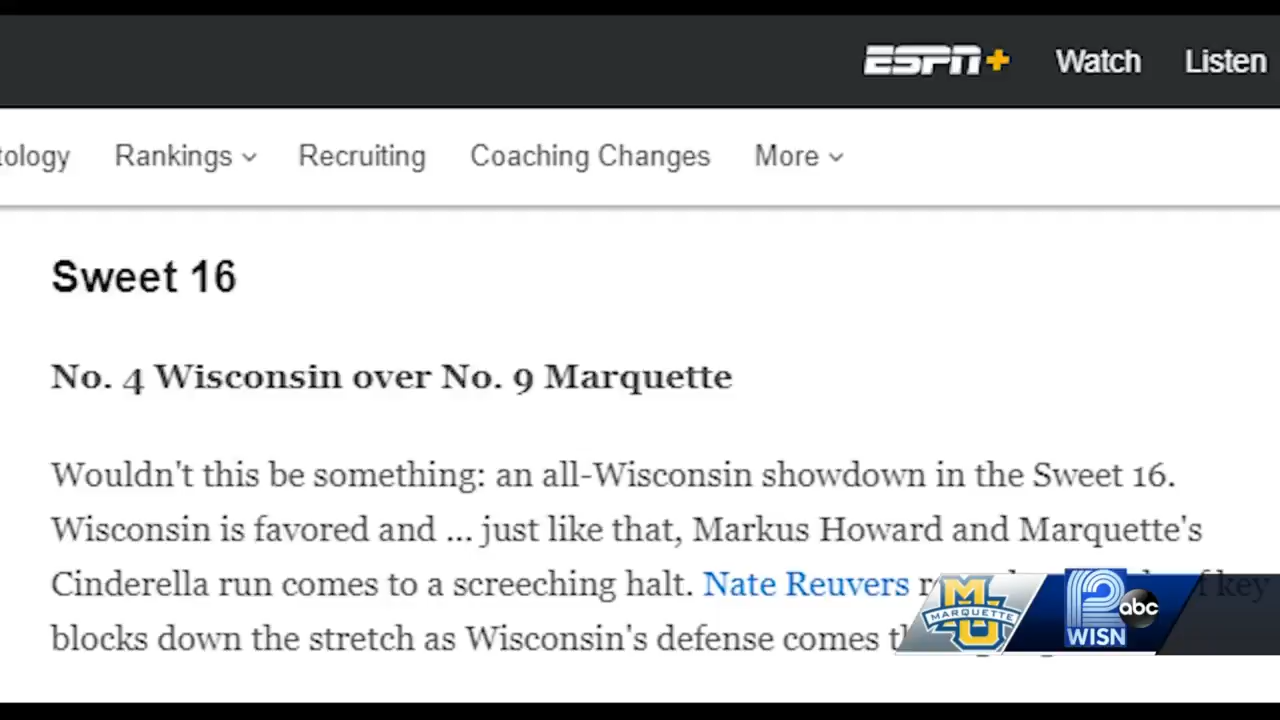 ESPN+ Watch Listen
tology Rankings Recruiting Coaching Changes More
Sweet 16
No. 4 Wisconsin over No. 9 Marquette
Wouldn't this be something: an all-Wisconsin showdown in the Sweet 16.
Wisconsin is favored and ... just like that, Markus Howard and Marquette's
Cinderella run comes to a screeching halt. Nate Reuvers key
blocks down the stretch as Wisconsin's defense comes
MU
MARQUETTE
12
WISN
abc